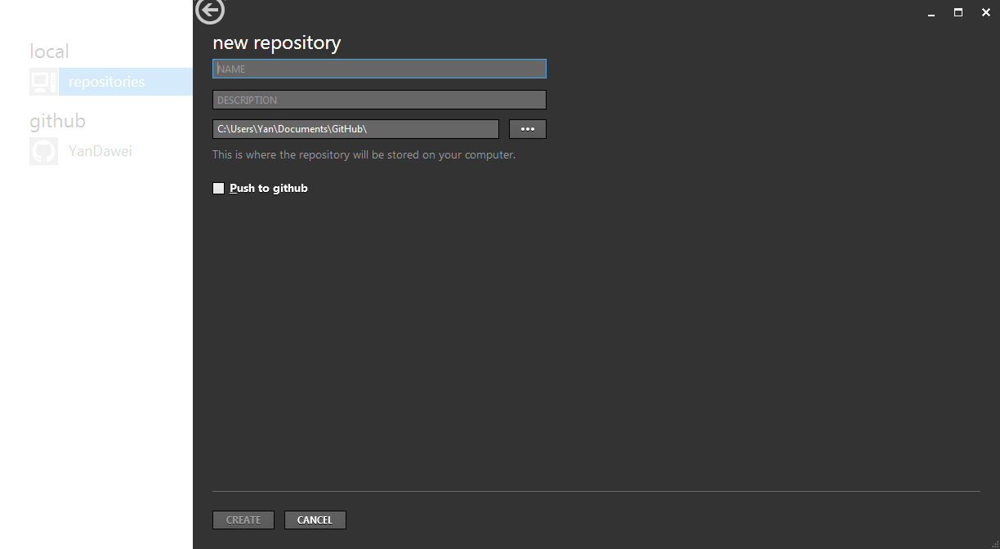 local
repositories
github
YanDawei
new repository
NAME
DESCRIPTION
C:\Users\Yan\Documents\GitHub\
•••
This is where the repository will be stored on your computer.
Push to github
CREATE
CANCEL